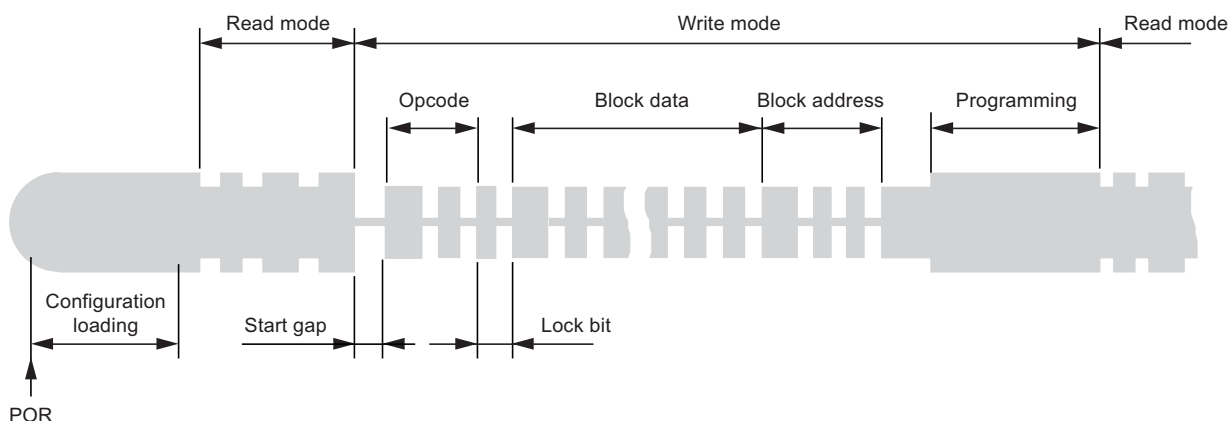 Read mode
Write mode
Read mode
Opcode
Block data
Block address
Programming
Configuration
loading
Start gap
Lock bit
POR